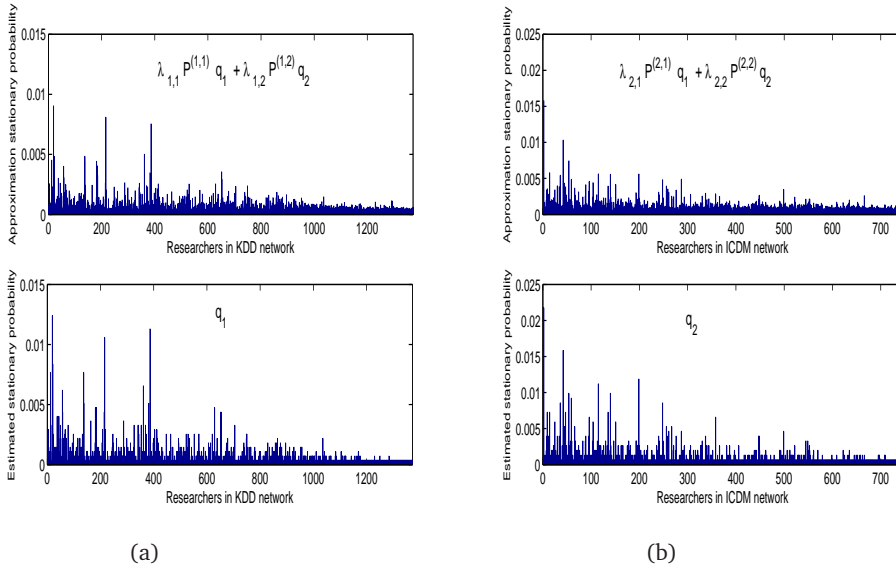 Approximation stationary probability
0.015
0.01
0.005
0
λ1,1 P(1,1) q1 + λ1,2 P(1,2) q2
0 200 400 600 800 1000 1200
Researchers in KDD network
Approximation stationary probability
0.025
0.02
0.015
0.01
0.005
0
λ2,1 P(2,1) q1 + λ2,2 P(2,2) q2
0 100 200 300 400 500 600 700
Researchers in ICDM network
Estimated stationary probability
0.015
0.01
0.005
0
q1
0 200 400 600 800 1000 1200
Researchers in KDD network
Estimated stationary probability
0.025
0.02
0.015
0.01
0.005
0
q2
0 100 200 300 400 500 600 700
Researchers in ICDM network
(a)
(b)